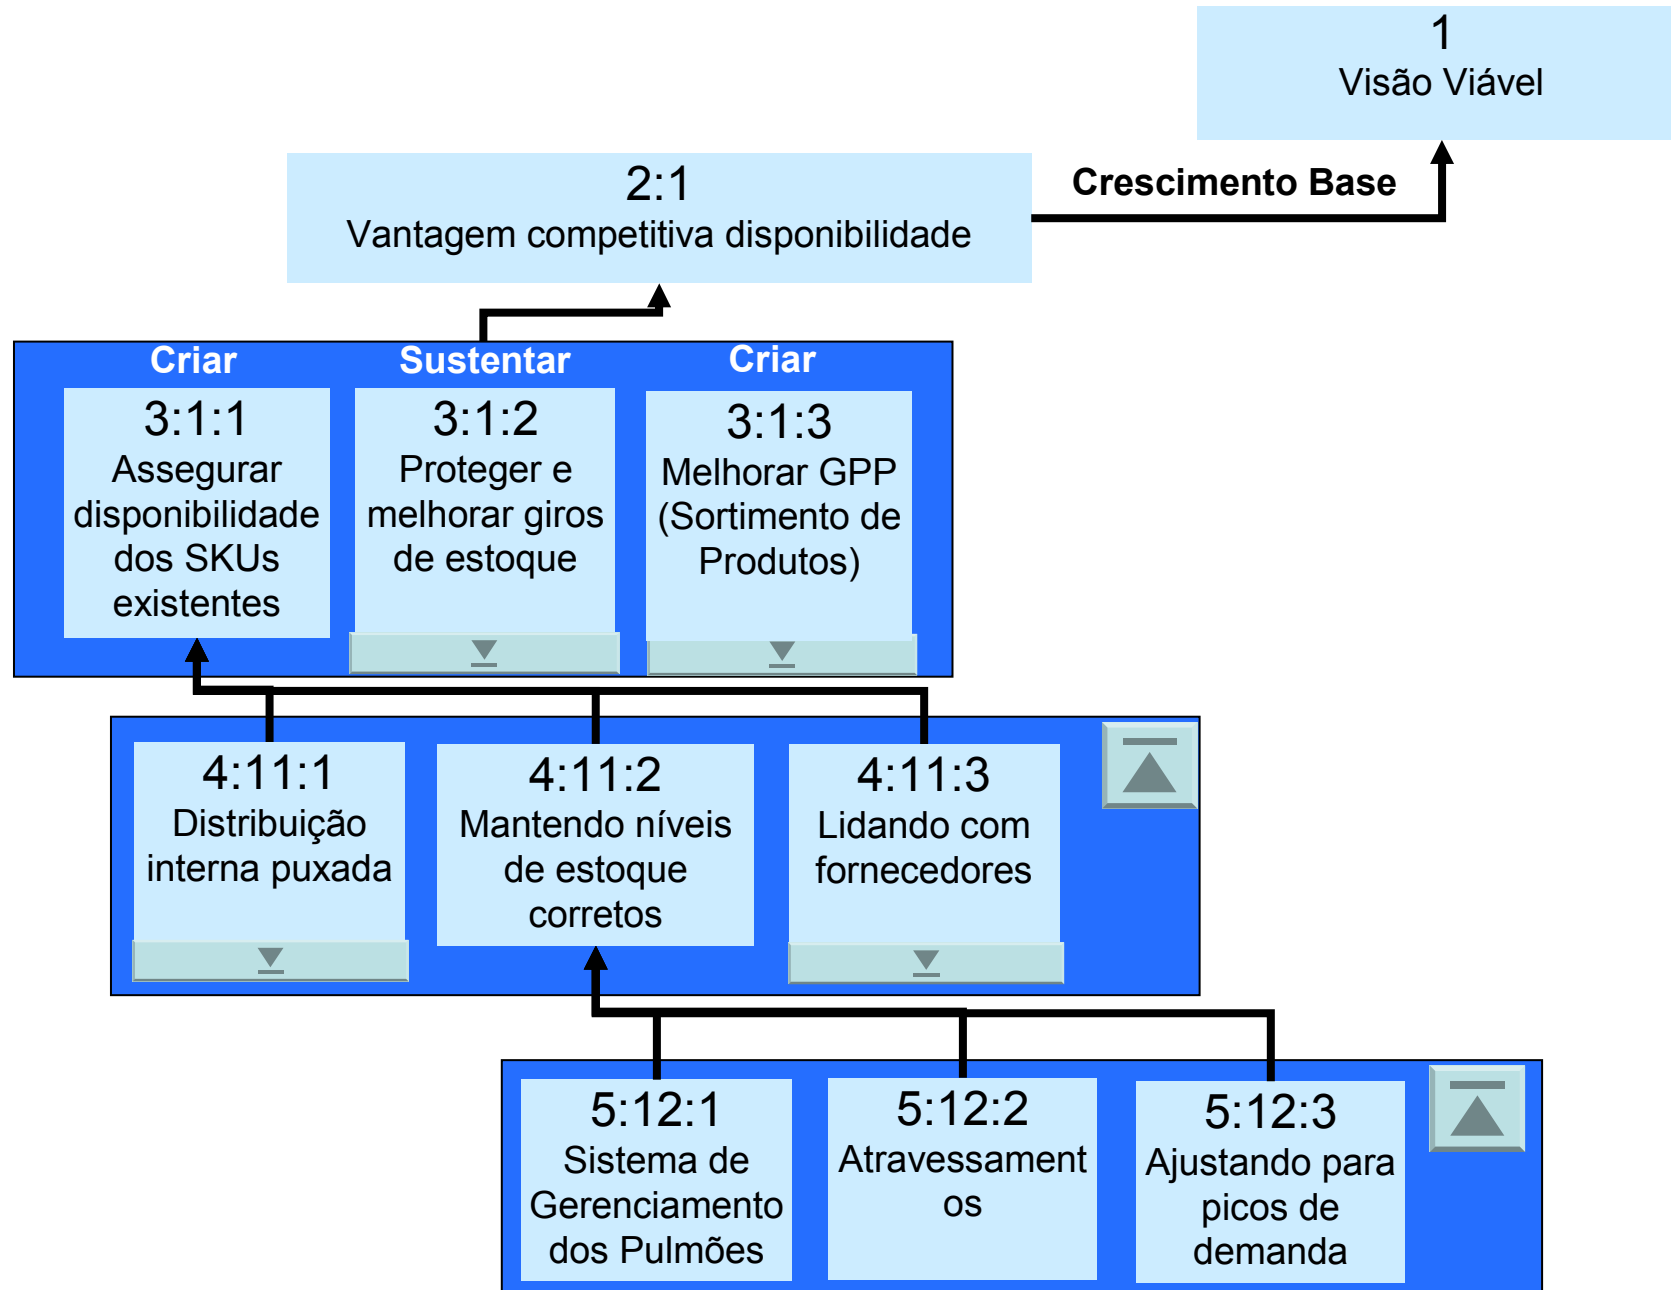 1
Visão Viável
2:1
Vantagem competitiva disponibilidade
Crescimento Base
Criar
3:1:1
Assegurar
disponibilidade
dos SKUs
existentes
Sustentar
3:1:2
Proteger e
melhorar giros
de estoque
Criar
3:1:3
Melhorar GPP
(Sortimento de
Produtos)
4:11:1
Distribuição
interna puxada
4:11:2
Mantendo níveis
de estoque
corretos
4:11:3
Lidando com
fornecedores
5:12:1
Sistema de
Gerenciamento
dos Pulmões
5:12:2
Atravessament
os
5:12:3
Ajustando para
picos de
demanda